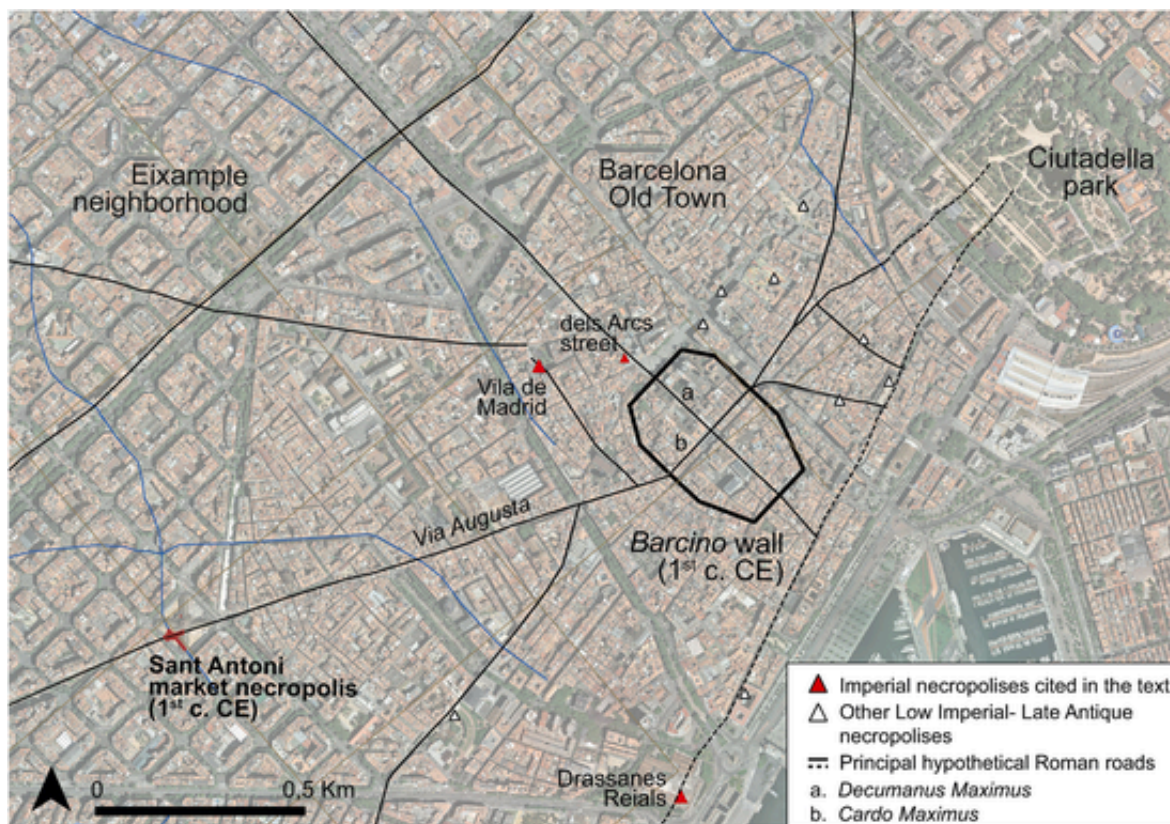 Eixample
neighborhood
Barcelona
Old Town
Ciutadella
park
dels Arcs
street
Vila de
Madrid
a
b
Via Augusta
Barcino wall
(1st c. CE)
Sant Antoni
market necropolis
(1st c. CE)
Drassanes
Reials
0
0,5 Km
Imperial necropolises cited in the text
Other Low Imperial- Late Antique
necropolises
Principal hypothetical Roman roads
a. Decumanus Maximus
b. Cardo Maximus